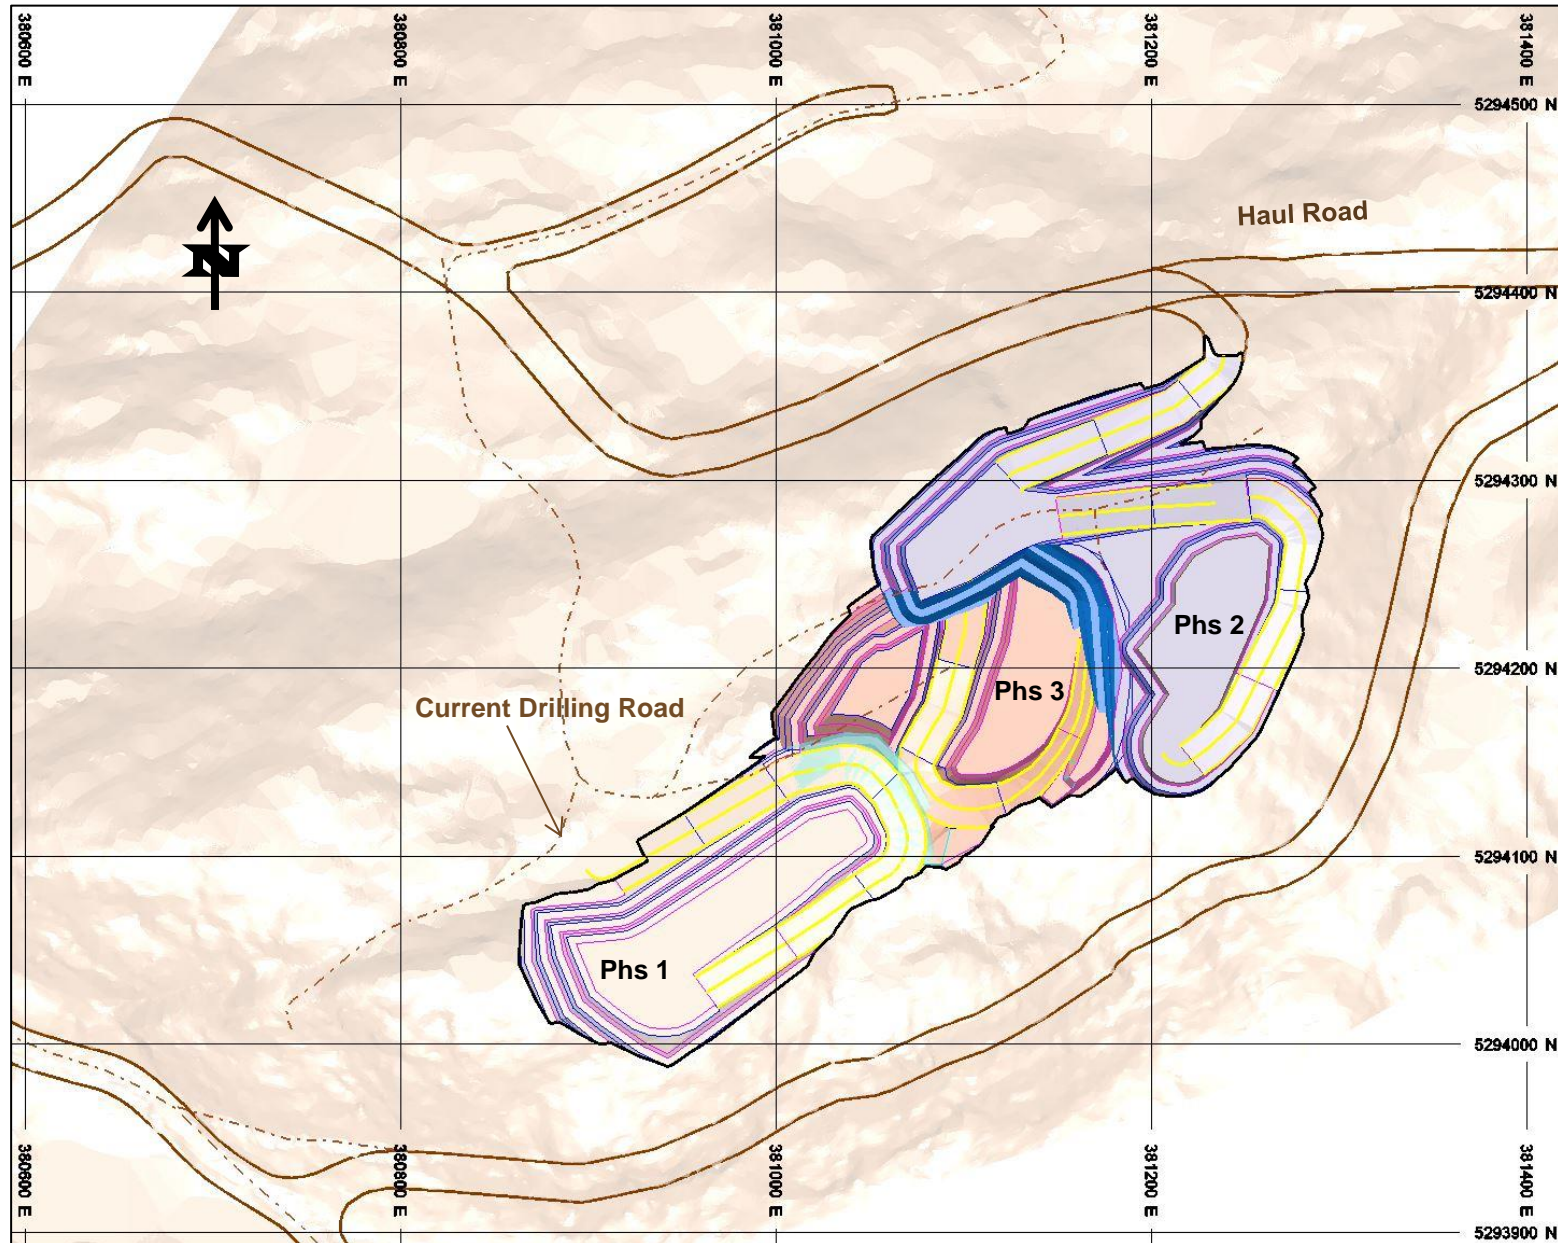 380600 E
380800 E
381000 E
381200 E
381400 E
5294500 N
Haul Road
N
5294400 N
5294300 N
Phs 2
5294200 N
Phs 3
Current Drilling Road
5294100 N
Phs 1
5294000 N
380600 E
380800 E
381000 E
381200 E
381400 E
5293900 N